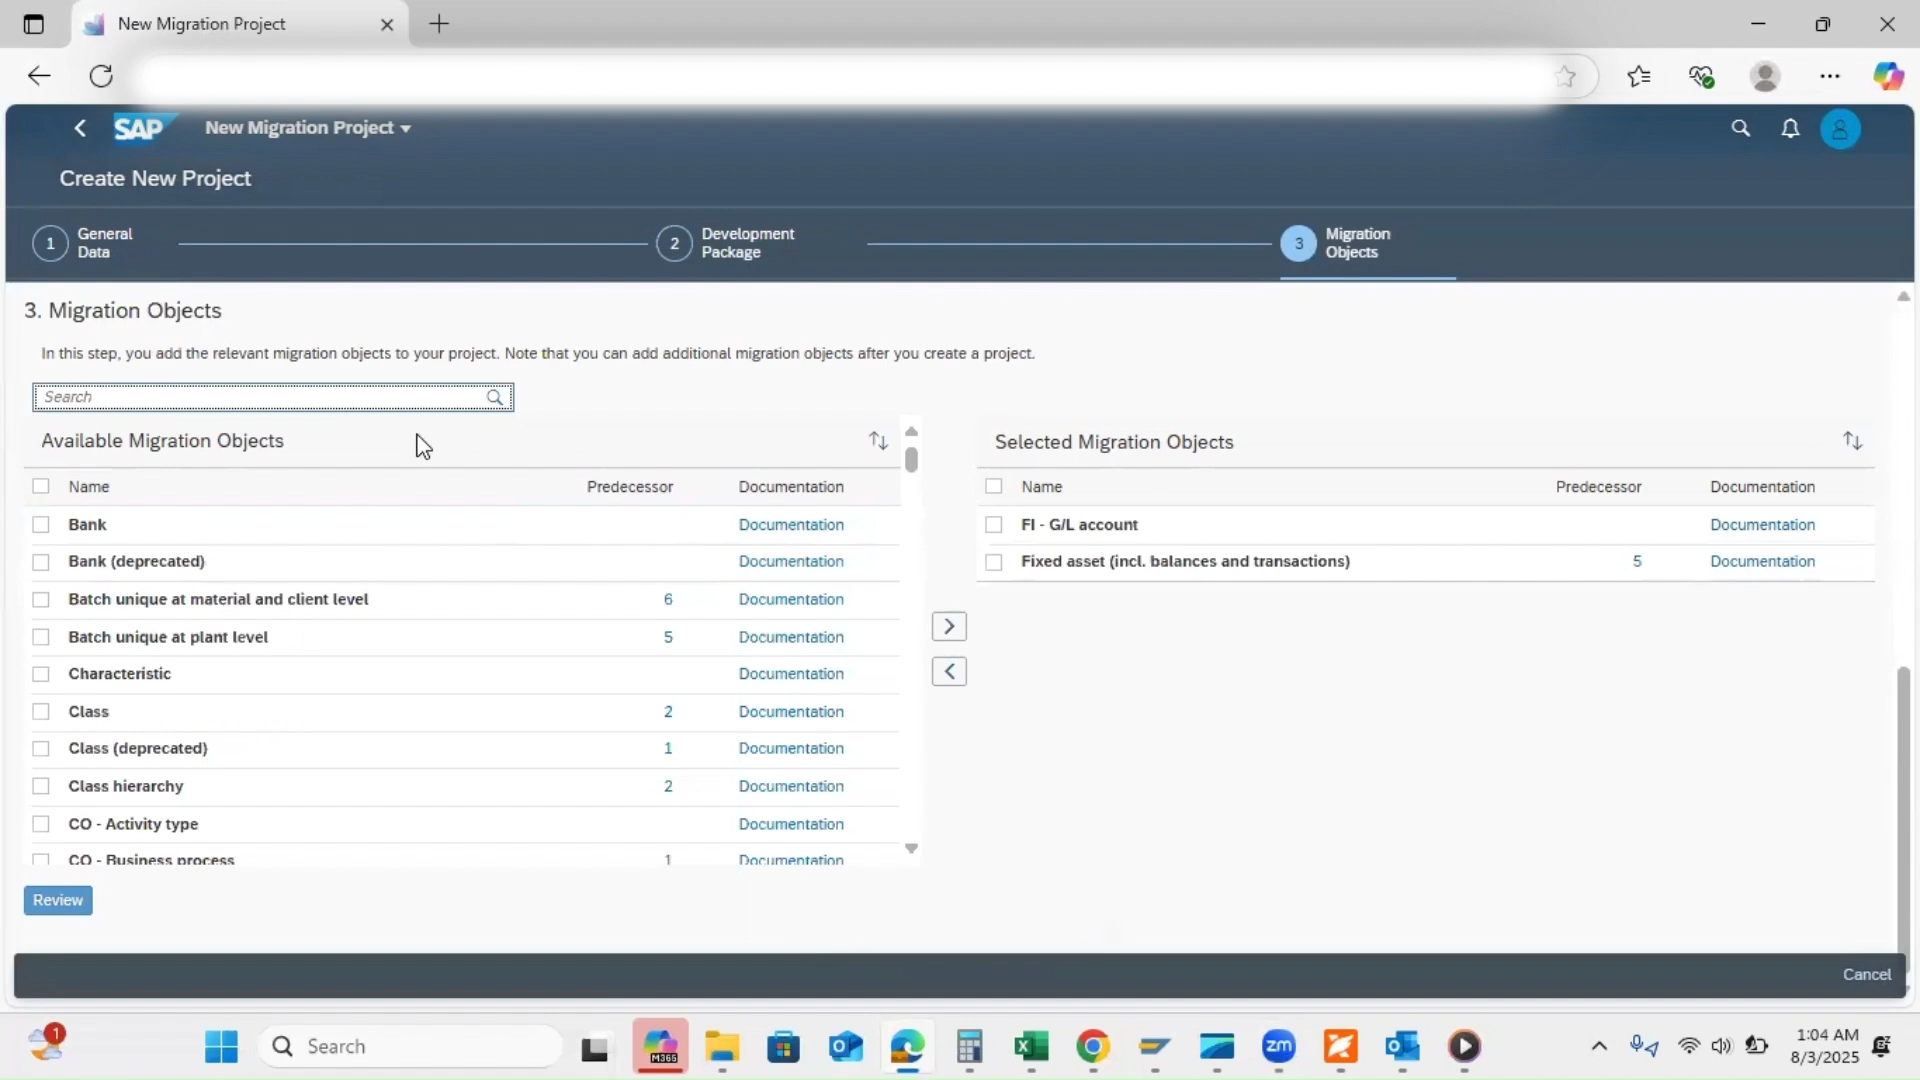 New Migration Project
SAP
New Migration Project
Create New Project
1 General Data
2 Development Package
3 Migration Objects
3. Migration Objects
In this step, you add the relevant migration objects to your project. Note that you can add additional migration objects after you create a project.
Search
Available Migration Objects
Name Predecessor Documentation
Bank Documentation
Bank (deprecated) Documentation
Batch unique at material and client level 6 Documentation
Batch unique at plant level 5 Documentation
Characteristic Documentation
Class 2 Documentation
Class (deprecated) 1 Documentation
Class hierarchy 2 Documentation
CO - Activity type Documentation
CO - Business process 1 Documentation
Selected Migration Objects
Name Predecessor Documentation
FI - G/L account Documentation
Fixed asset (incl. balances and transactions) 5 Documentation
Review
Cancel
1
Search
M365
zm
1:04 AM
8/3/2025